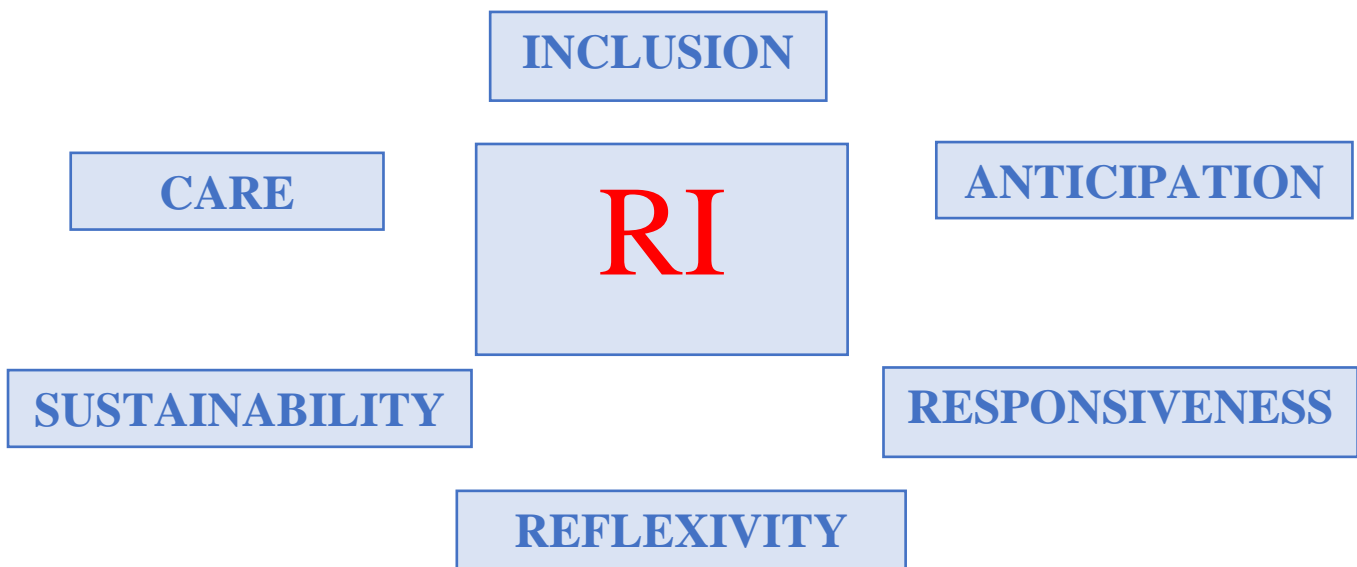 INCLUSION
CARE
RI
ANTICIPATION
SUSTAINABILITY
RESPONSIVENESS
REFLEXIVITY